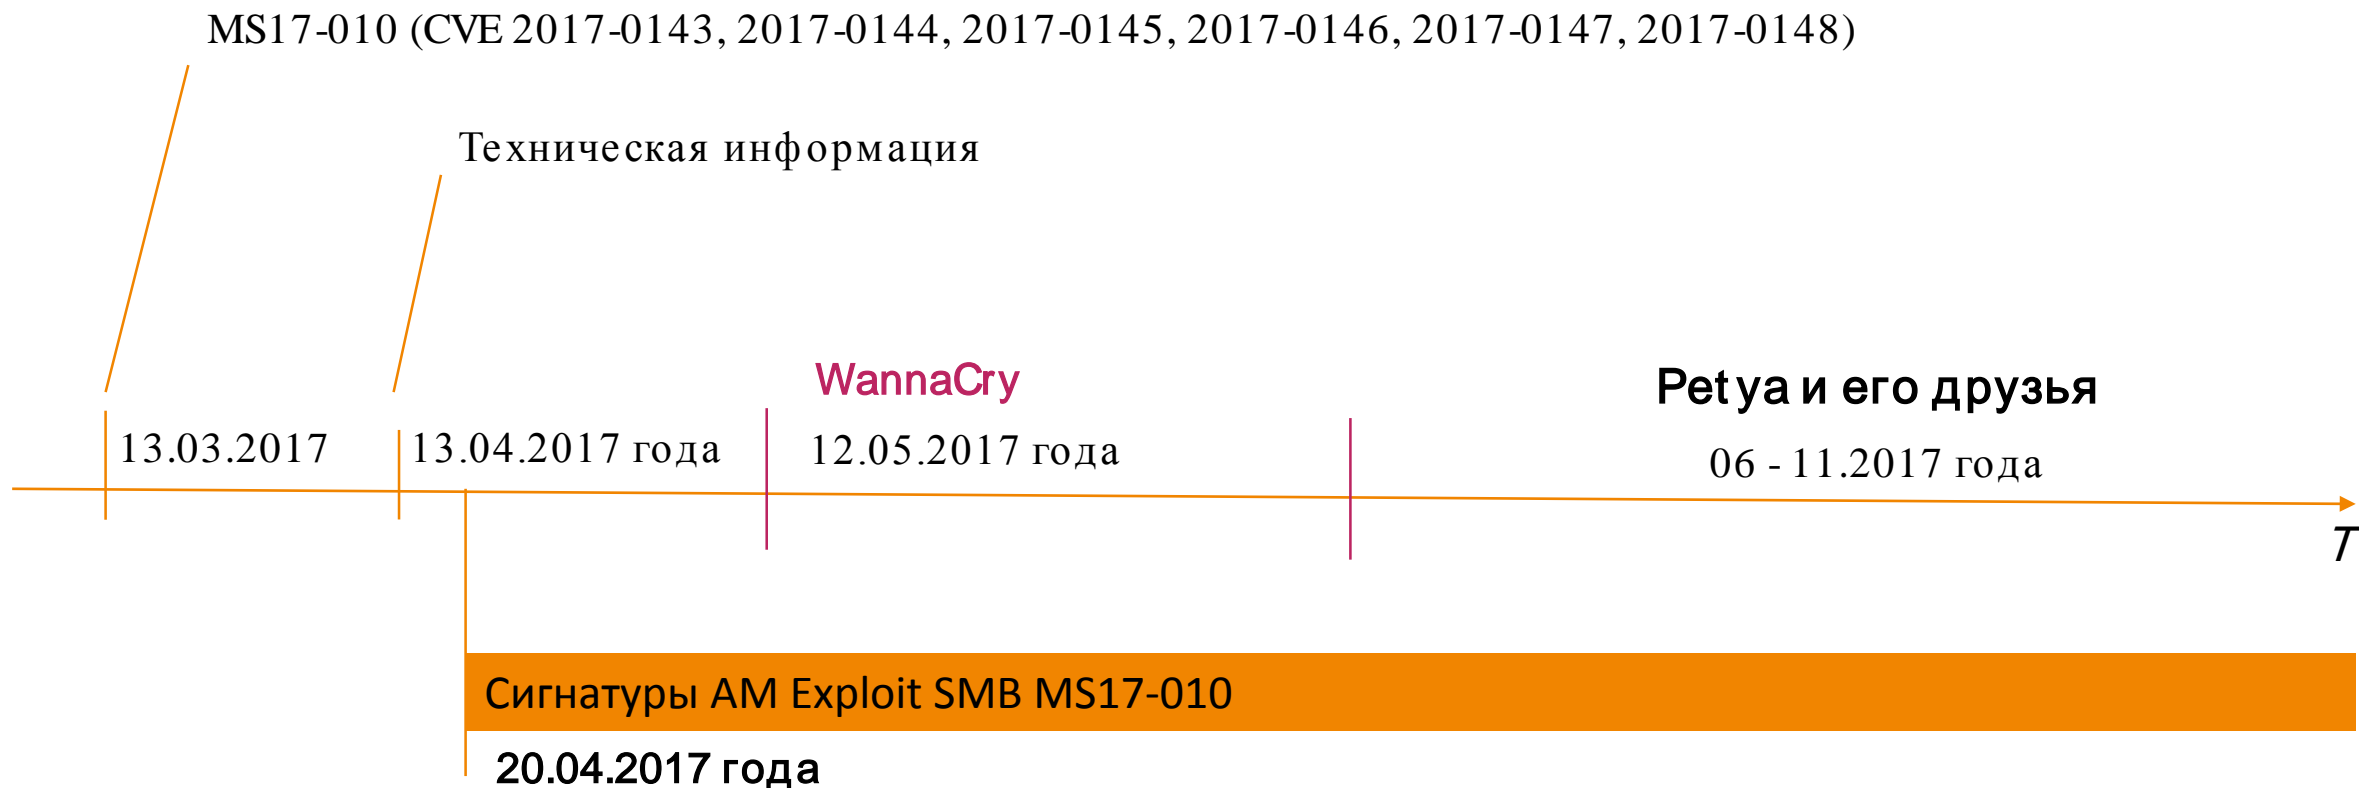 MS17-010 (CVE 2017-0143, 2017-0144, 2017-0145, 2017-0146, 2017-0147, 2017-0148)
Техническая информация
WannaCry
Petya и его друзья
13.03.2017
13.04.2017 года
12.05.2017 года
06 - 11.2017 года
T
Сигнатуры AM Exploit SMB MS17-010
20.04.2017 года